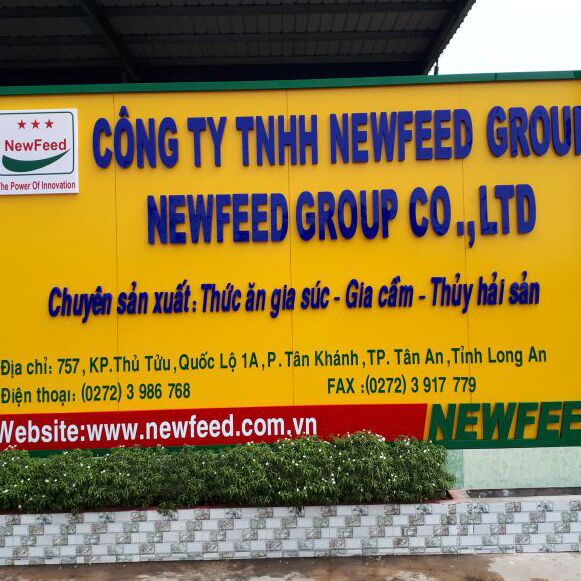 NewFeed
The Power Of Innovation
CÔNG TY TNHH NEWFEED GROUP
NEWFEED GROUP CO.,LTD
Chuyên sản xuất: Thức ăn gia súc - Gia cầm - Thủy hải sản
Địa chỉ: 757, KP.Thủ Tửu, Quốc Lộ 1A, P. Tân Khánh, TP. Tân An, Tỉnh Long An
Điện thoại: (0272) 3 986 768 FAX :(0272) 3 917 779
Website:www.newfeed.com.vn
NEWFEE